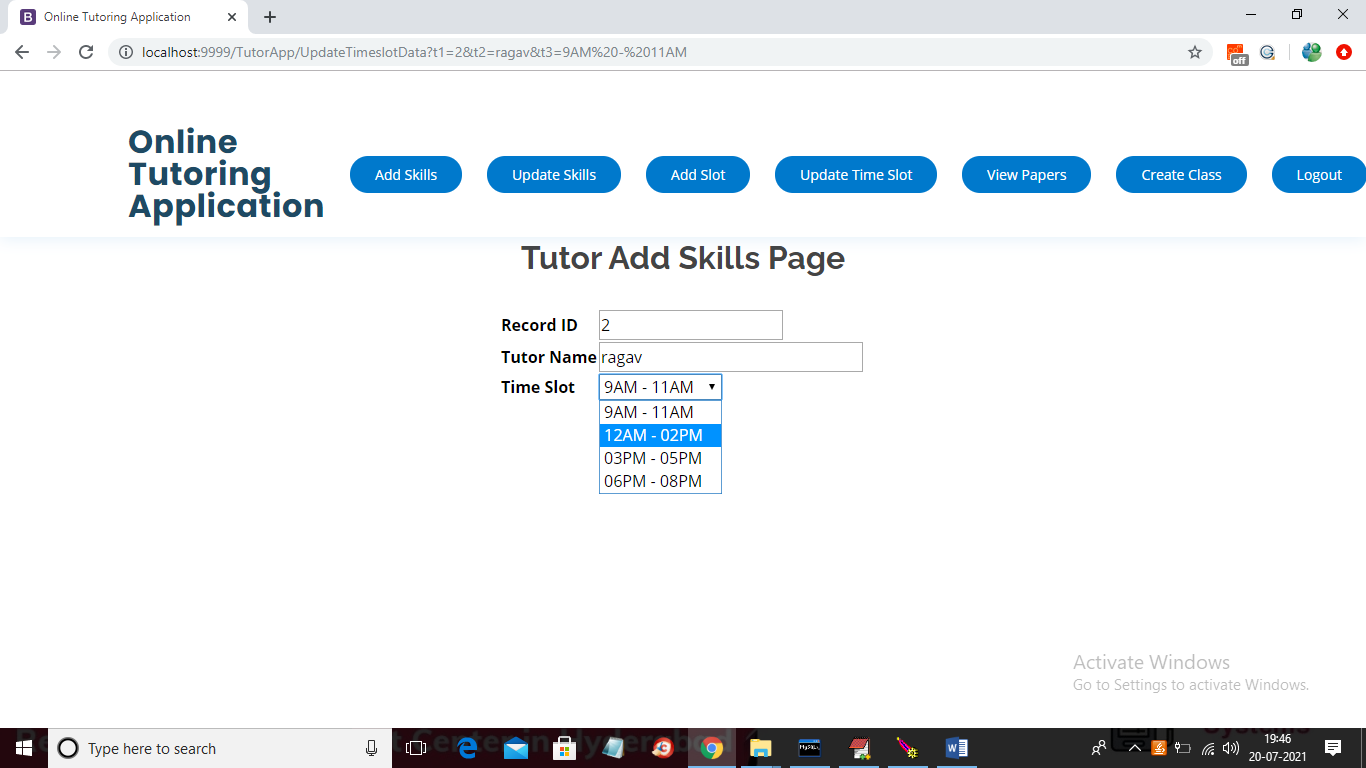 Online Tutoring Application
localhost:9999/TutorApp/UpdateTimeslotData?t1=2&t2=ragav&t3=9AM%20-%2011AM
off
Online
Tutoring
Application
Add Skills
Update Skills
Add Slot
Update Time Slot
View Papers
Create Class
Logout
Tutor Add Skills Page
Record ID 2
Tutor Name ragav
Time Slot 9AM - 11AM
9AM - 11AM
12AM - 02PM
03PM - 05PM
06PM - 08PM
Activate Windows
Go to Settings to activate Windows.
Type here to search
19:46
20-07-2021